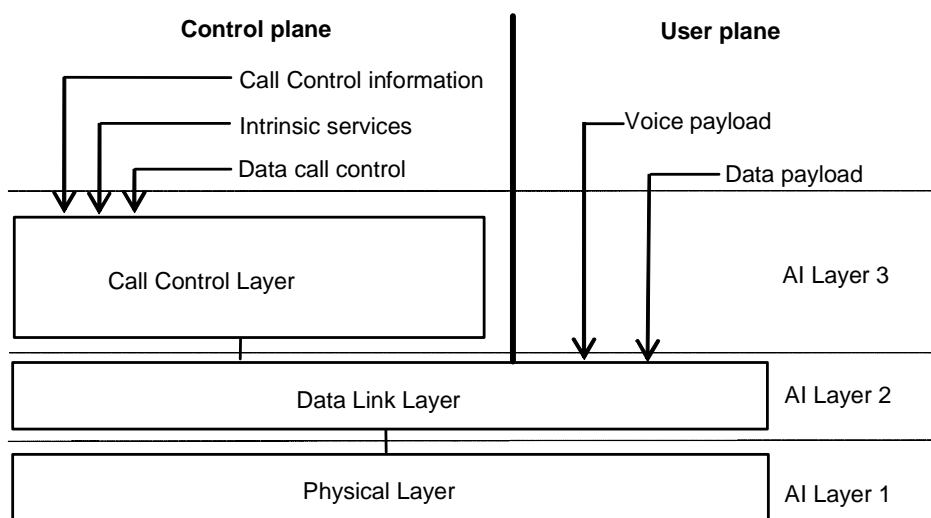 Control plane
User plane
Call Control information
Intrinsic services
Voice payload
Data call control
Data payload
Call Control Layer
AI Layer 3
Data Link Layer
AI Layer 2
Physical Layer
AI Layer 1